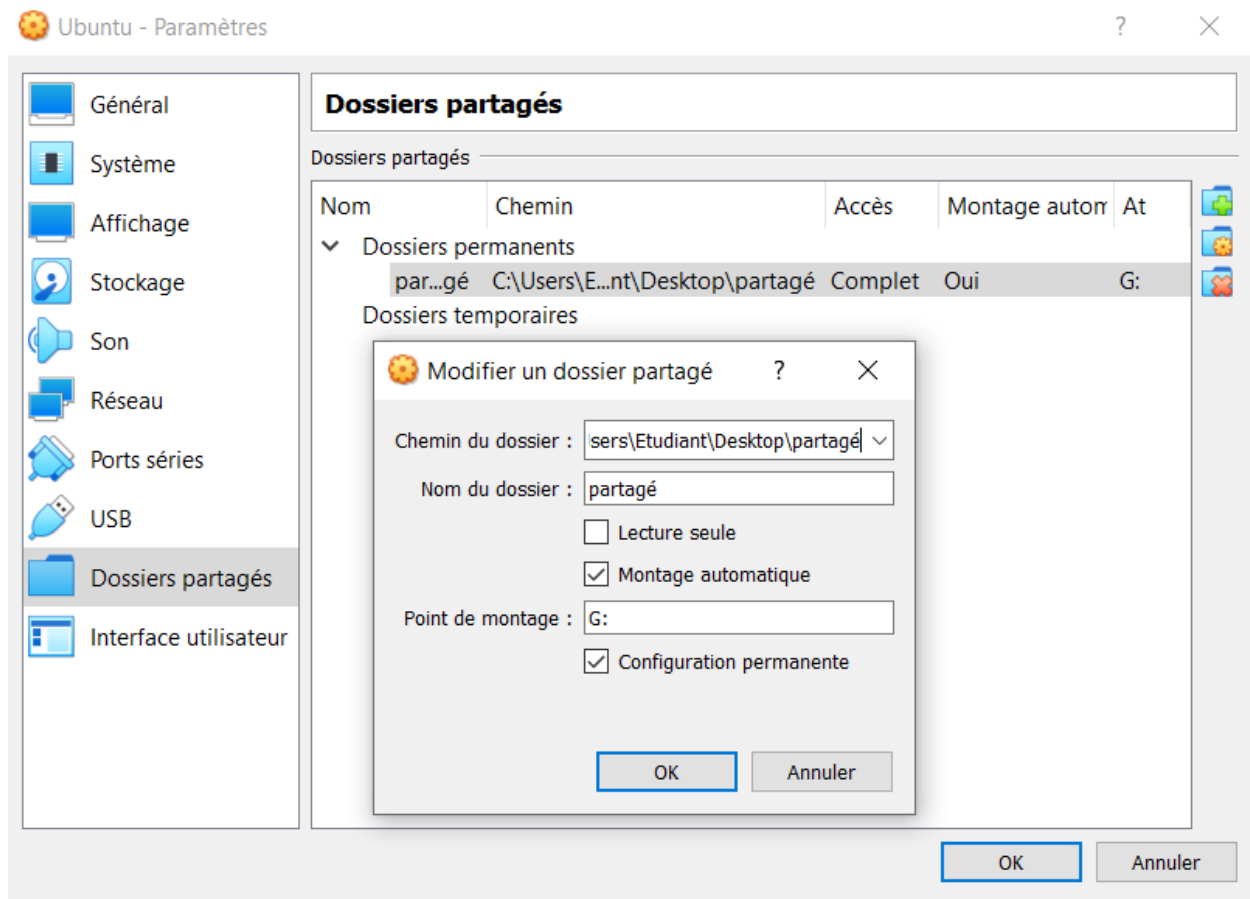 Ubuntu - Paramètres ?
Général
Système
Affichage
Stockage
Son
Réseau
Ports séries
USB
Dossiers partagés
Interface utilisateur
Dossiers partagés
Dossiers partagés
Nom Chemin Accès Montage autom At
Dossiers permanents
par...gé C:\Users\E...nt\Desktop\partagé Complet Oui G:
Dossiers temporaires
Modifier un dossier partagé ?
Chemin du dossier : sers\Etudiant\Desktop\partagé
Nom du dossier : partagé
Lecture seule
Montage automatique
Point de montage : G:
Configuration permanente
OK Annuler
OK Annuler